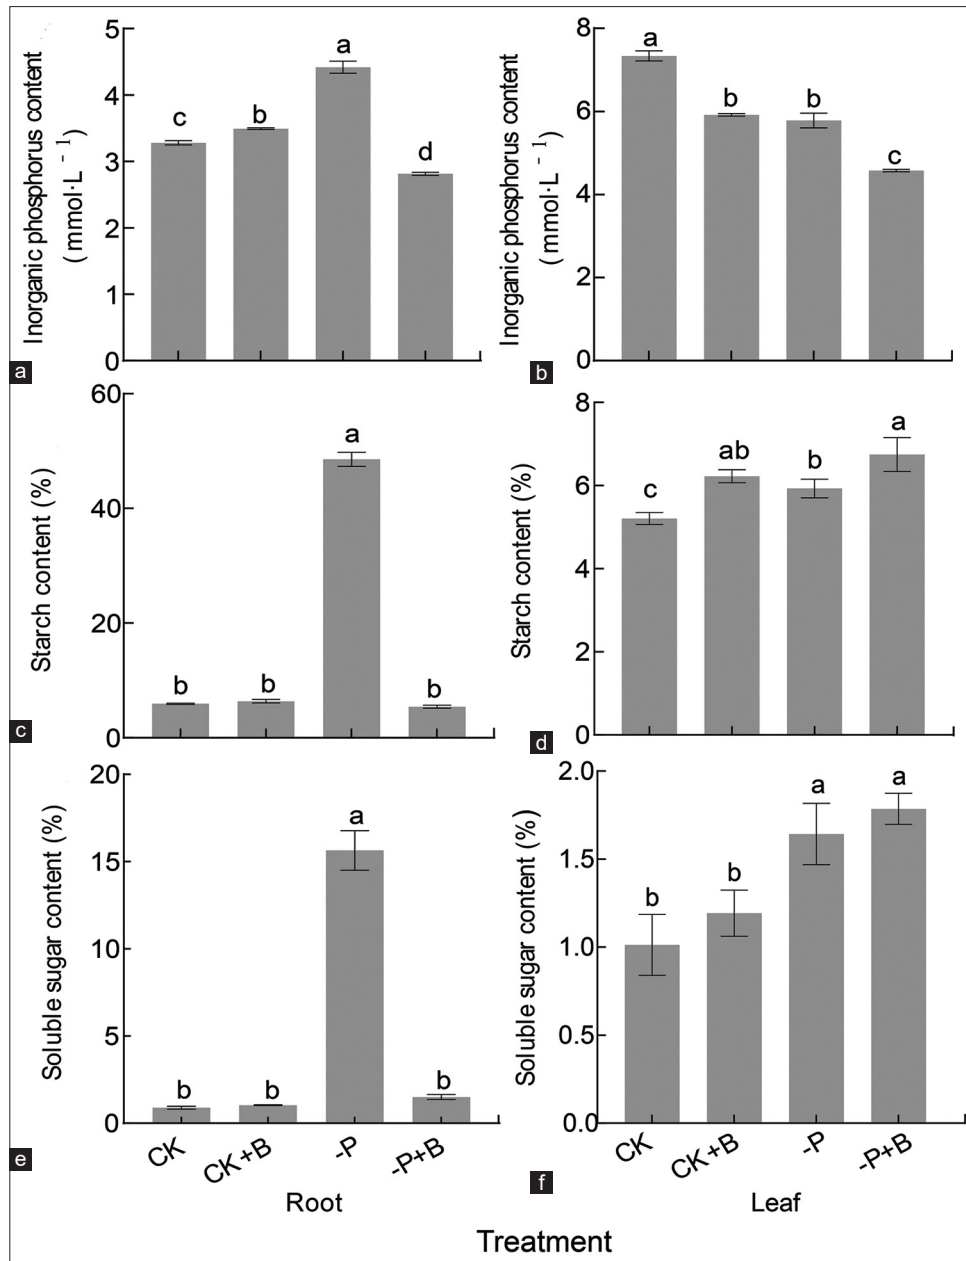 Inorganic phosphorus content
(mmol·L⁻¹)
5
4
3
2
1
0
c
b
a
d
a
Inorganic phosphorus content
(mmol·L⁻¹)
8
6
4
2
0
a
b
b
c
b
Starch content (%)
60
40
20
0
b
b
a
b
c
Starch content (%)
8
6
4
2
0
c
ab
b
a
d
Soluble sugar content (%)
20
15
10
5
0
b
b
a
b
CK
CK+B
-P
-P+B
e
Root
Soluble sugar content (%)
2.0
1.5
1.0
0.5
0.0
b
b
a
a
CK
CK+B
-P
-P+B
f
Leaf
Treatment